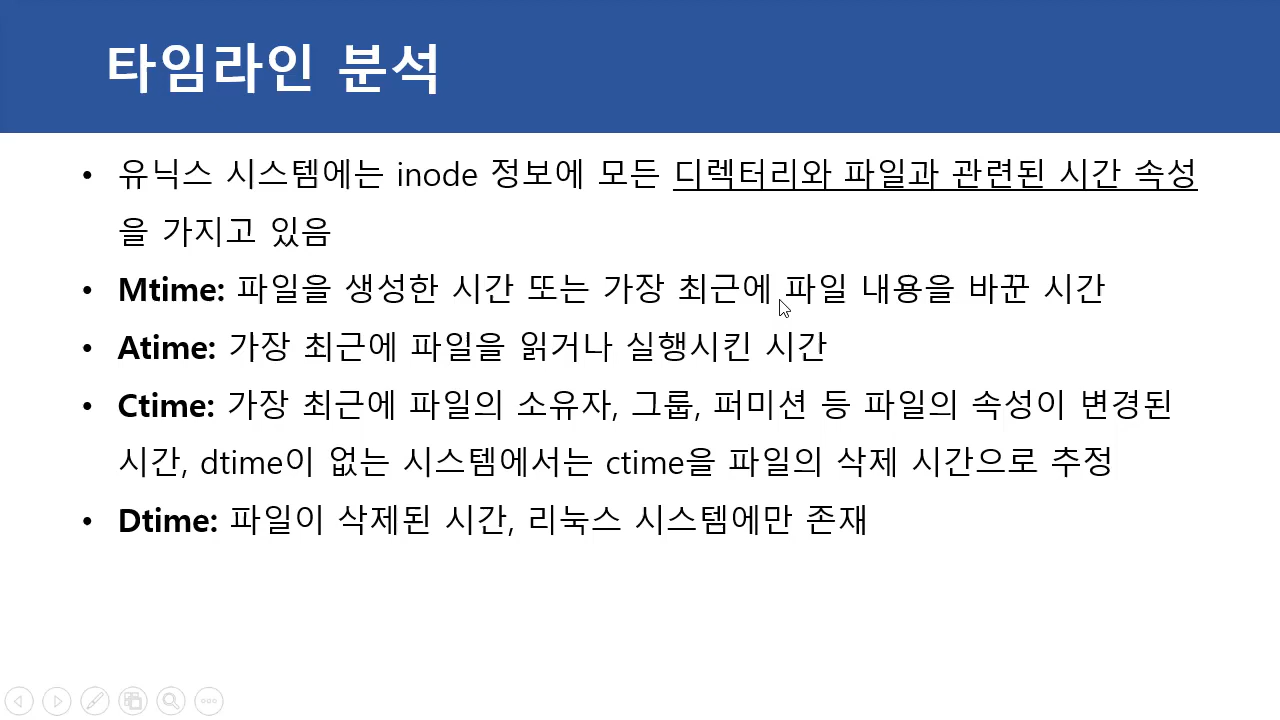 타임라인 분석
• 유닉스 시스템에는 inode 정보에 모든 디렉터리와 파일과 관련된 시간 속성
을 가지고 있음
• Mtime: 파일을 생성한 시간 또는 가장 최근에 파일 내용을 바꾼 시간
• Atime: 가장 최근에 파일을 읽거나 실행시킨 시간
• Ctime: 가장 최근에 파일의 소유자, 그룹, 퍼미션 등 파일의 속성이 변경된
시간, dtime이 없는 시스템에서는 ctime을 파일의 삭제 시간으로 추정
• Dtime: 파일이 삭제된 시간, 리눅스 시스템에만 존재